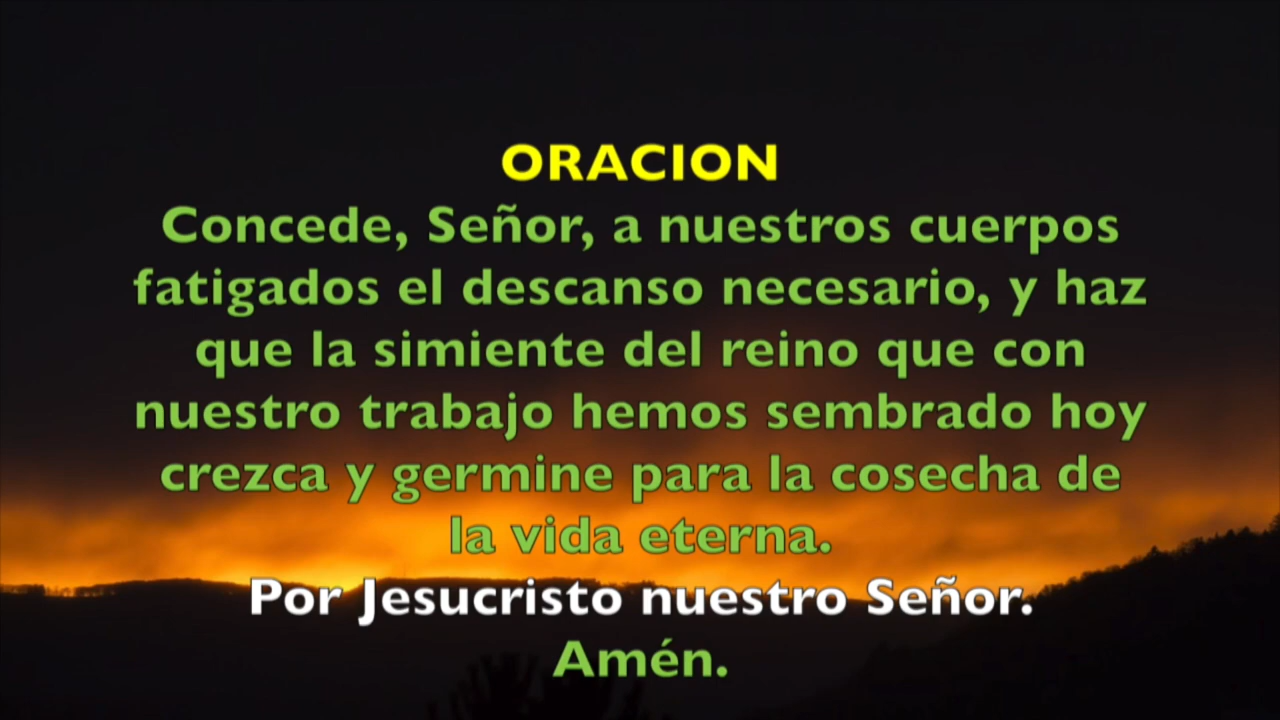 ORACION
Concede, Señor, a nuestros cuerpos
fatigados el descanso necesario, y haz
que la simiente del reino que con
nuestro trabajo hemos sembrado hoy
crezca y germine para la cosecha de
la vida eterna.
Por Jesucristo nuestro Señor.
Amén.